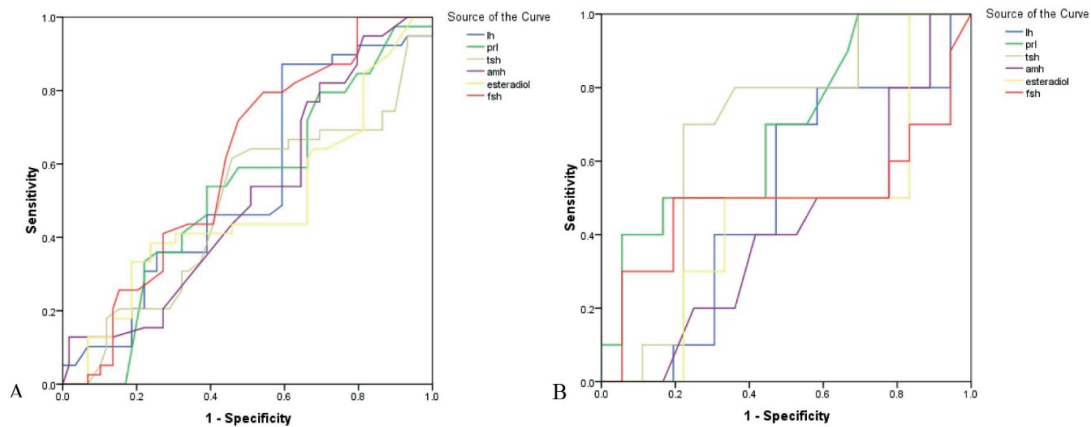 Source of the Curve
lh
prl
tsh
amh
esteradiol
fsh
1.0
0.8
0.6
0.4
0.2
0.0
Sensitivity
0.0 0.2 0.4 0.6 0.8 1.0
1 - Specificity
A
Source of the Curve
lh
prl
tsh
amh
esteradiol
fsh
1.0
0.8
0.6
0.4
0.2
0.0
Sensitivity
0.0 0.2 0.4 0.6 0.8 1.0
1 - Specificity
B